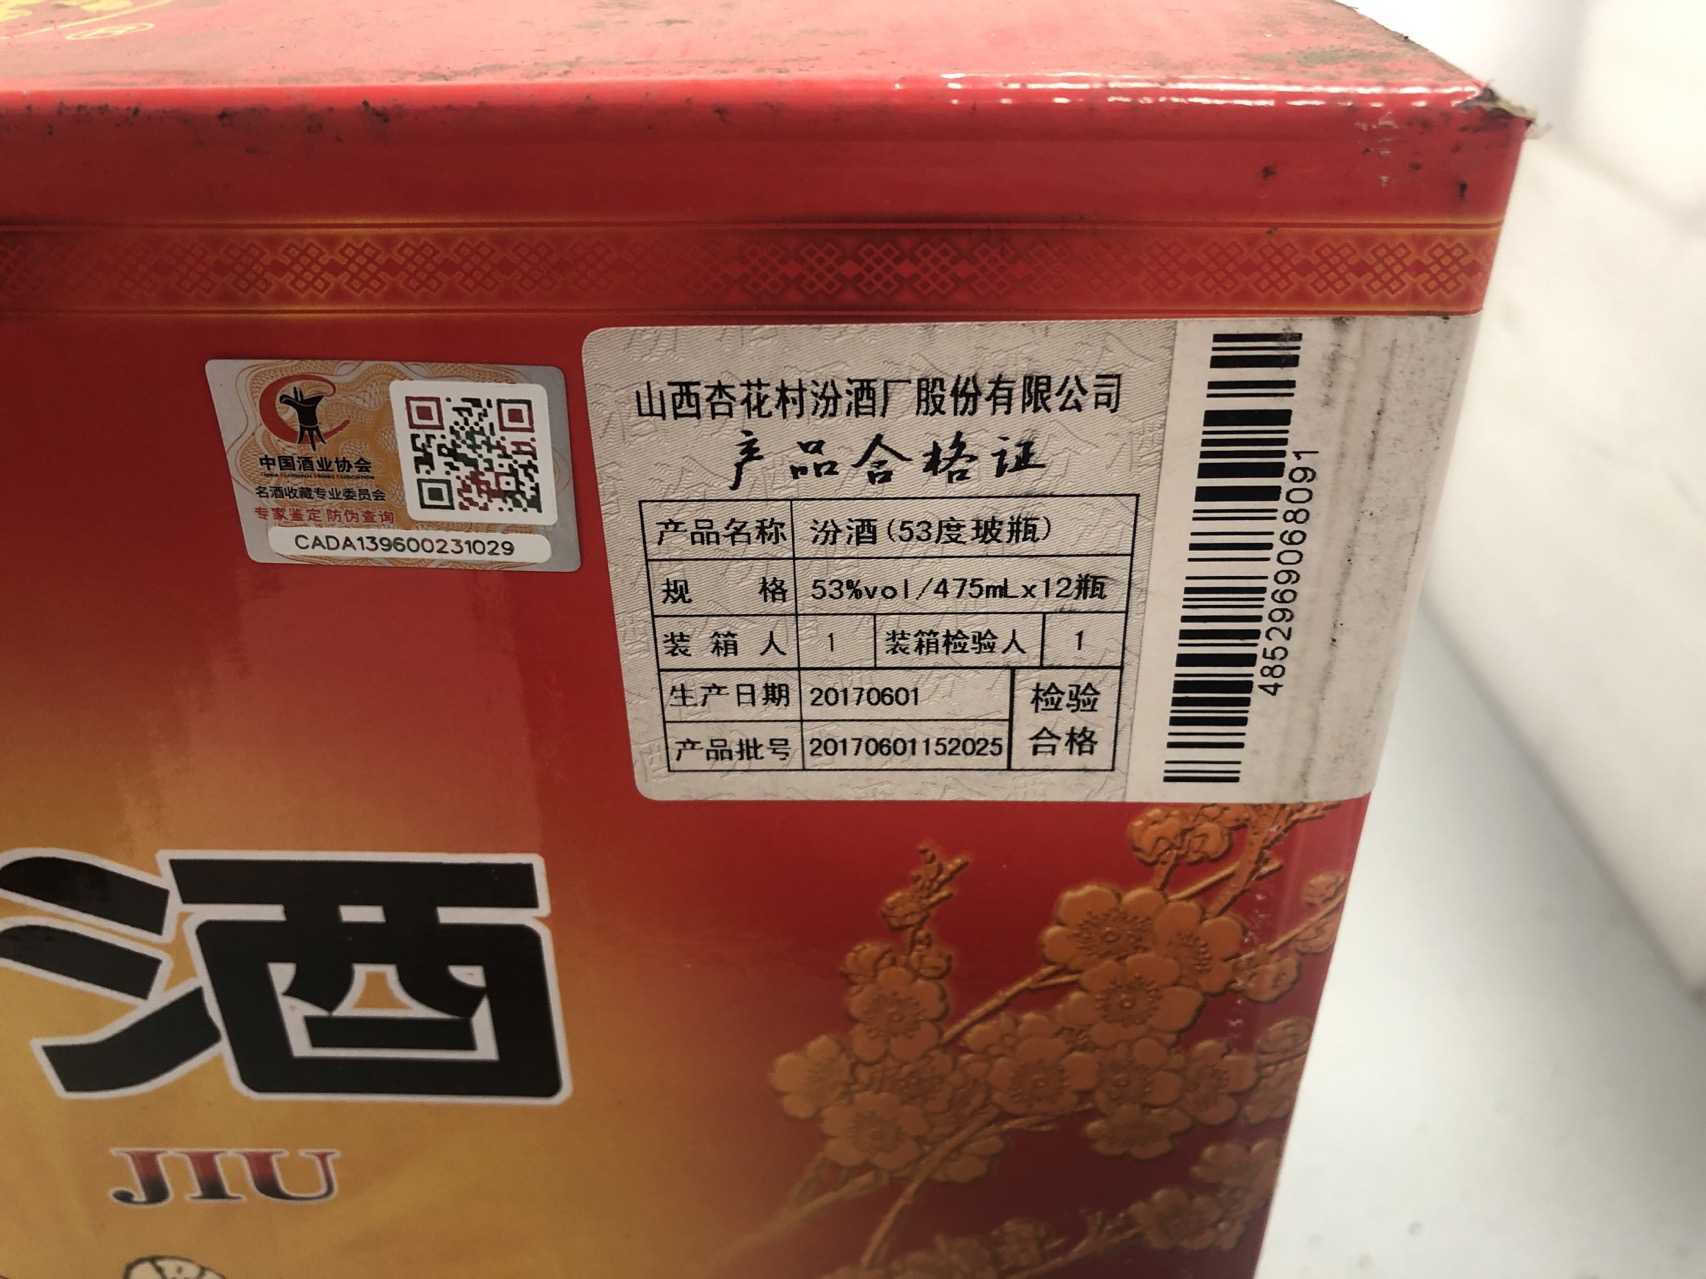 ®
中国酒业协会
名酒收藏专业委员会
专家鉴定 防伪查询
CADA139600231029
山西杏花村汾酒厂股份有限公司
产品合格证
产品名称 汾酒(53度玻瓶)
规 格 53%vol/475mLx12瓶
装 箱 人 1 装箱检验人 1
生产日期 20170601 检验
产品批号 20170601152025 合格
4852969068091
酒
JIU